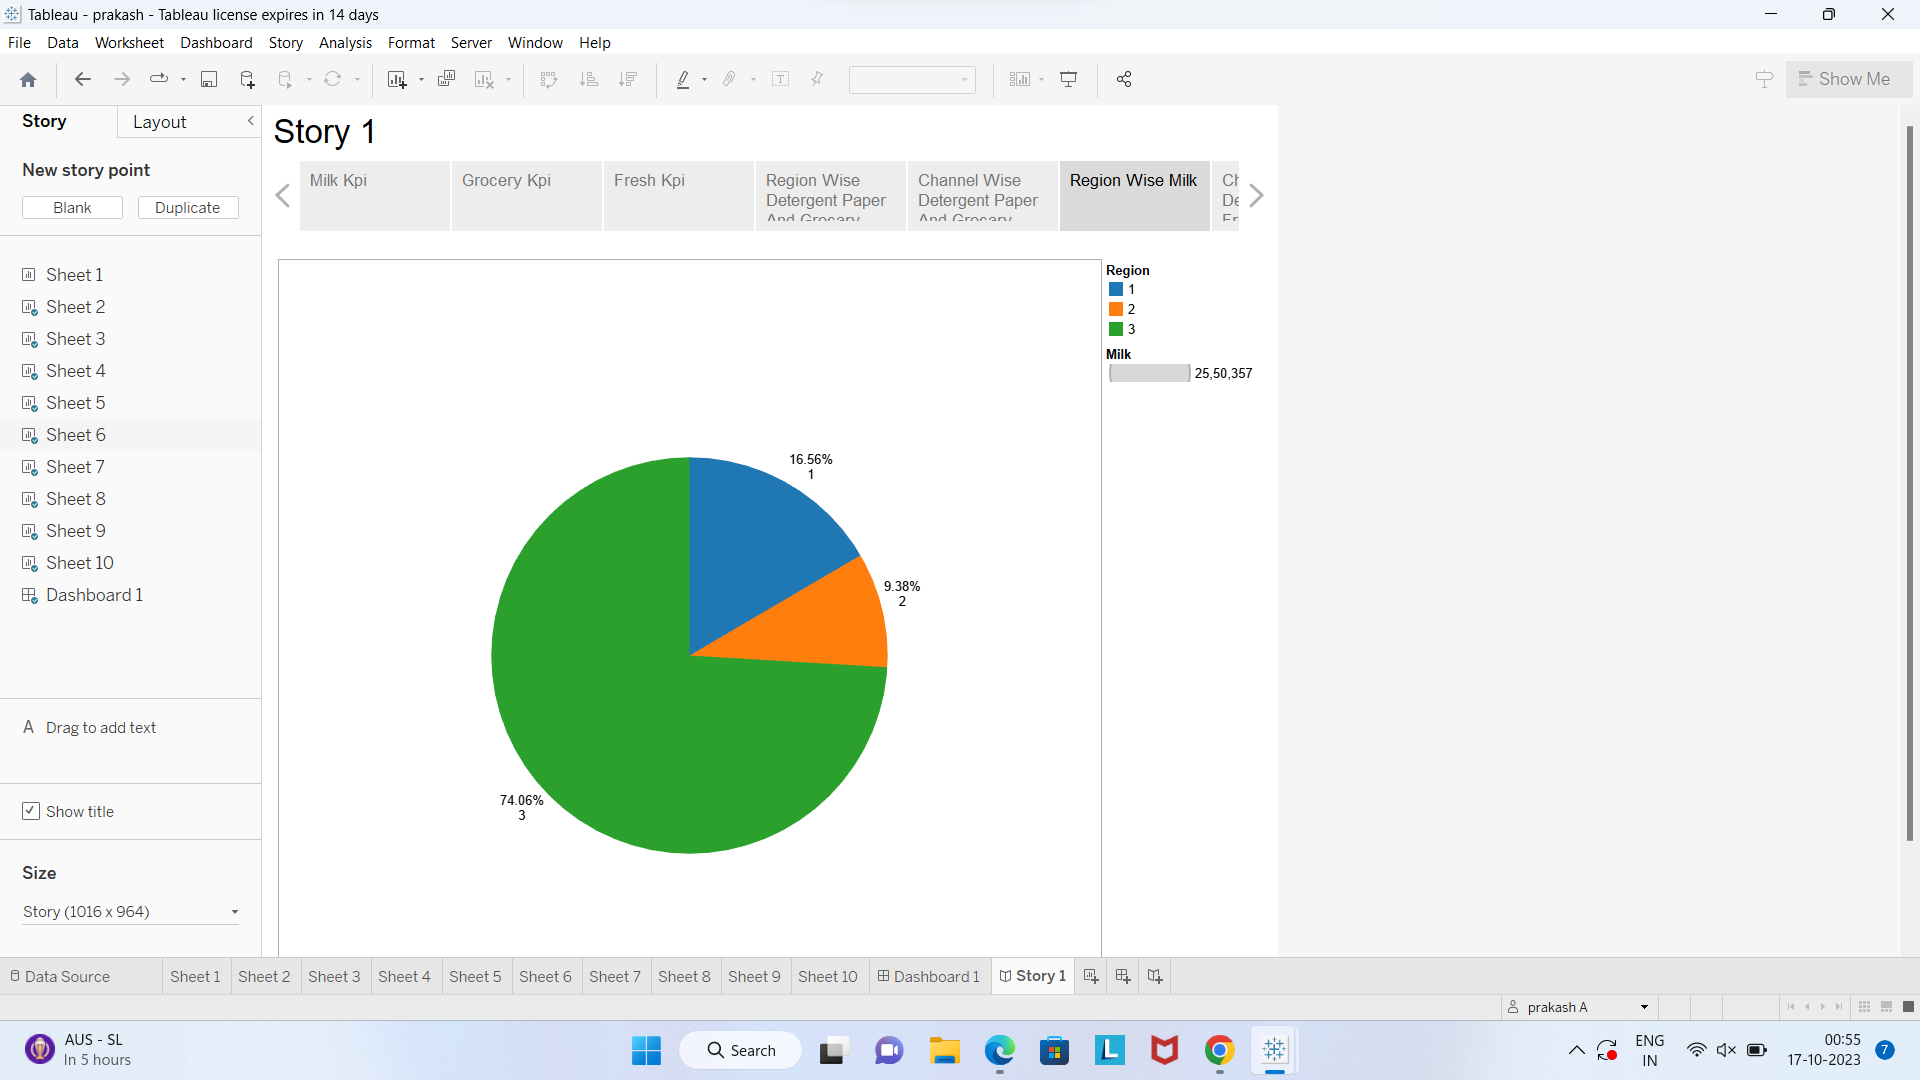 Tableau - prakash - Tableau license expires in 14 days
File Data Worksheet Dashboard Story Analysis Format Server Window Help
Show Me
Story Layout
New story point
Blank Duplicate
Sheet 1
Sheet 2
Sheet 3
Sheet 4
Sheet 5
Sheet 6
Sheet 7
Sheet 8
Sheet 9
Sheet 10
Dashboard 1
A Drag to add text
Show title
Size
Story (1016 x 964)
Story 1
Milk Kpi
Grocery Kpi
Fresh Kpi
Region Wise
Detergent Paper
And Grocary
Channel Wise
Detergent Paper
And Grocary
Region Wise Milk
Region
1
2
3
Milk
25,50,357
16.56%
1
9.38%
2
74.06%
3
Data Source Sheet 1 Sheet 2 Sheet 3 Sheet 4 Sheet 5 Sheet 6 Sheet 7 Sheet 8 Sheet 9 Sheet 10 Dashboard 1 Story 1
prakash A
AUS - SL
In 5 hours
Search
ENG
IN
00:55
17-10-2023
7